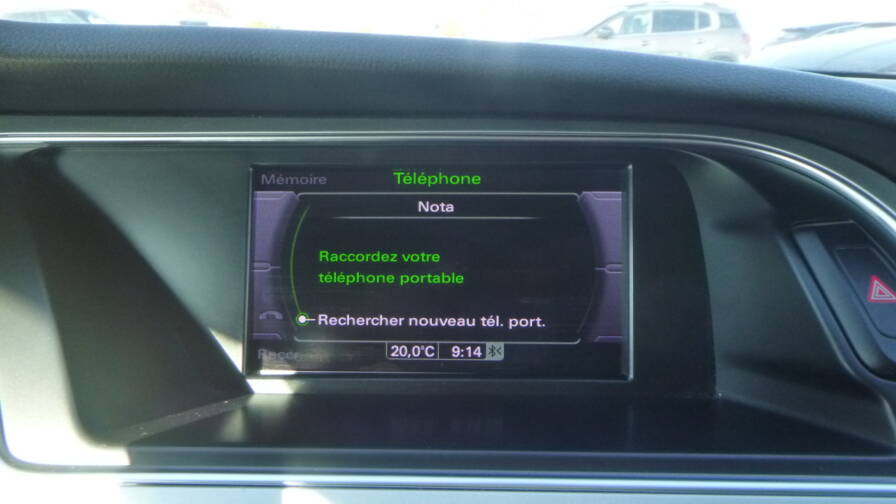 Mémoire
Téléphone
Nota
Raccordez votre
téléphone portable
Rechercher nouveau tél. port.
20,0°C 9:14